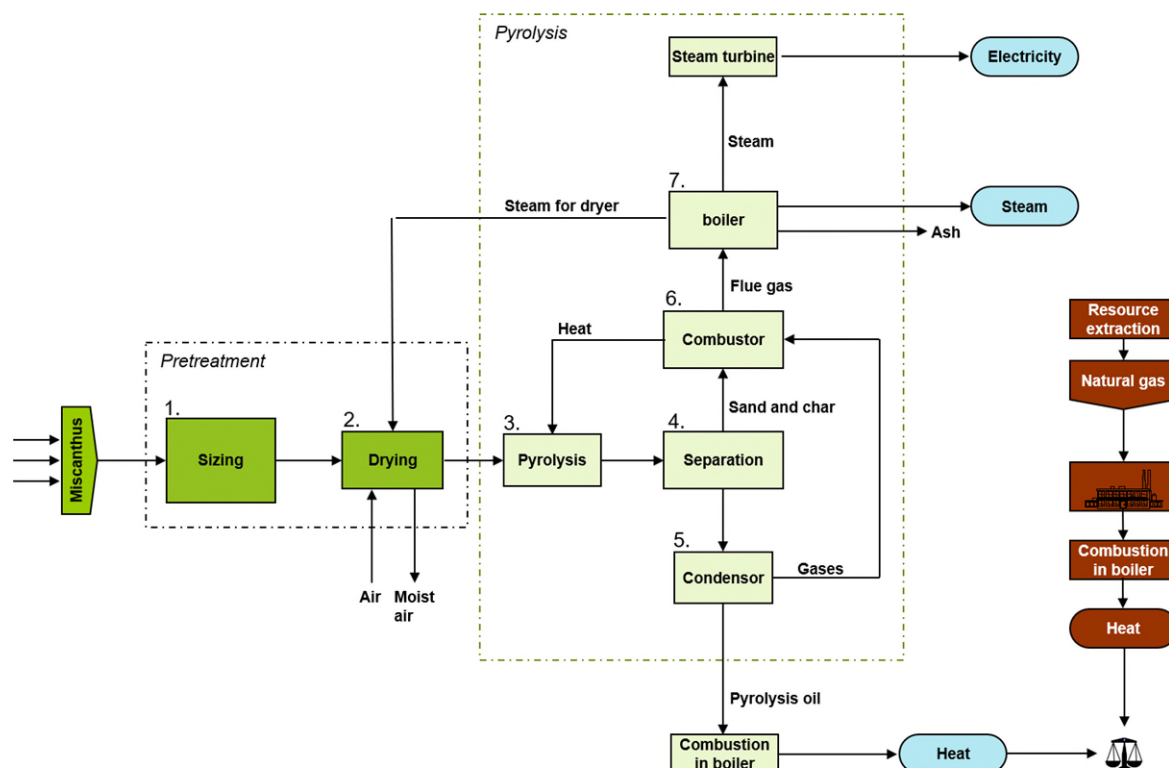 Pyrolysis
Steam turbine
Electricity
Steam
7.
Steam for dryer
boiler
Steam
Ash
Flue gas
6.
Heat
Combustor
Resource
extraction
Pretreatment
Natural gas
Miscanthus
1.
Sizing
2.
Drying
3.
Pyrolysis
Sand and char
4.
Separation
5.
Condensor
Gases
Combustion
in boiler
Air
Moist
air
Heat
Pyrolysis oil
Combustion
in boiler
Heat